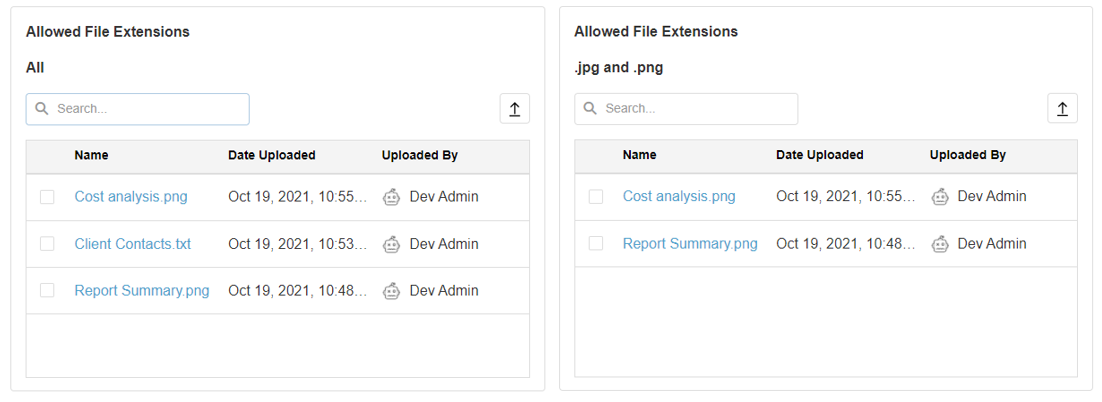 Allowed File Extensions
All
Search...
Name Date Uploaded Uploaded By
Cost analysis.png Oct 19, 2021, 10:55... Dev Admin
Client Contacts.txt Oct 19, 2021, 10:53... Dev Admin
Report Summary.png Oct 19, 2021, 10:48... Dev Admin
Allowed File Extensions
.jpg and .png
Search...
Name Date Uploaded Uploaded By
Cost analysis.png Oct 19, 2021, 10:55... Dev Admin
Report Summary.png Oct 19, 2021, 10:48... Dev Admin